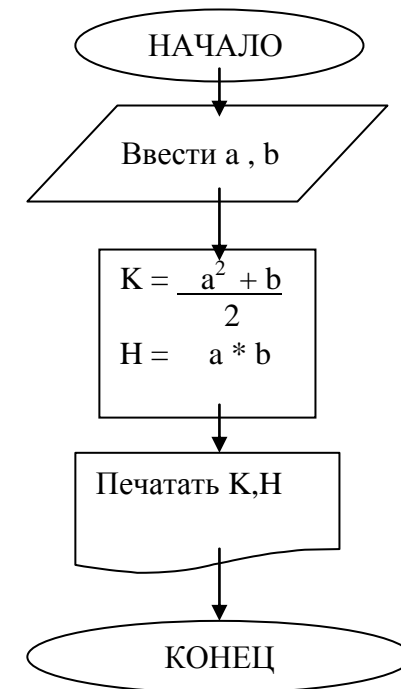 НАЧАЛО
Ввести a , b
K = a² + b
2
H = a * b
Печатать K,H
КОНЕЦ